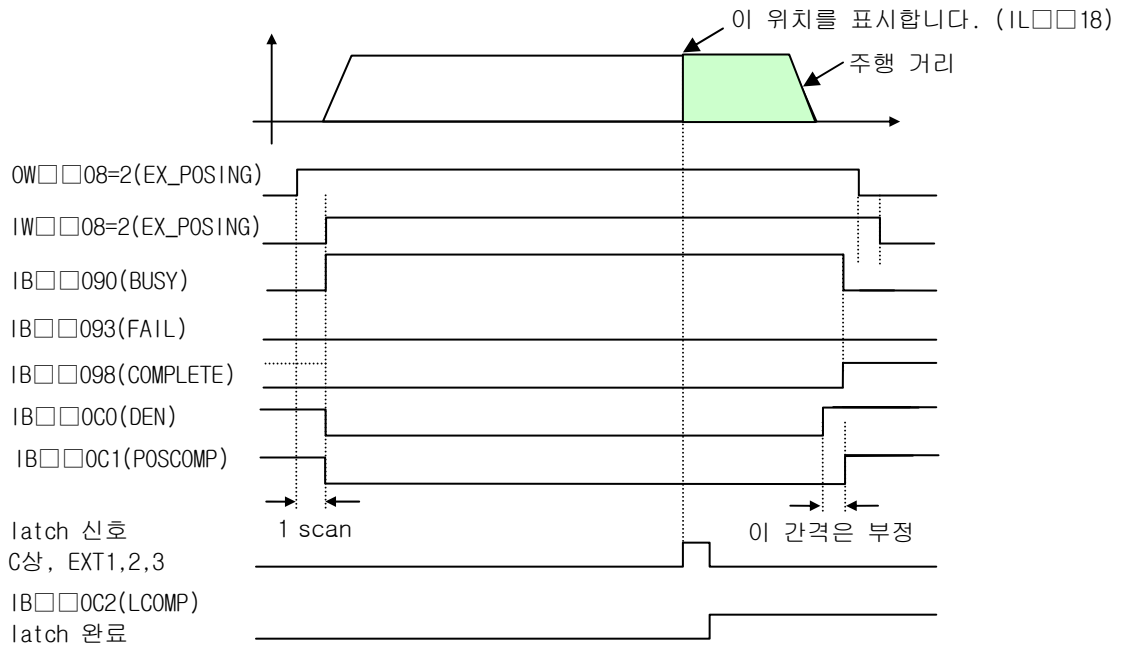 이 위치를 표시합니다. (IL□□18)
주행 거리
OW□□08=2(EX_POSING)
IW□□08=2(EX_POSING)
IB□□090(BUSY)
IB□□093(FAIL)
IB□□098(COMPLETE)
IB□□0C0(DEN)
IB□□0C1(POSCOMP)
1 scan
이 간격은 부정
latch 신호
C상, EXT1,2,3
IB□□0C2(LCOMP)
latch 완료